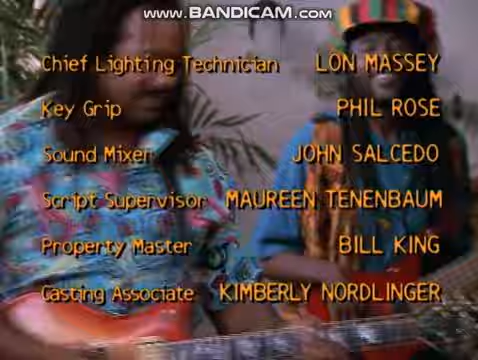 www.BANDICAM.com
Chief Lighting Technician LON MASSEY
Key Grip PHIL ROSE
Sound Mixer JOHN SALCEDO
Script Supervisor MAUREEN TENENBAUM
Property Master BILL KING
Casting Associate KIMBERLY NORDLINGER